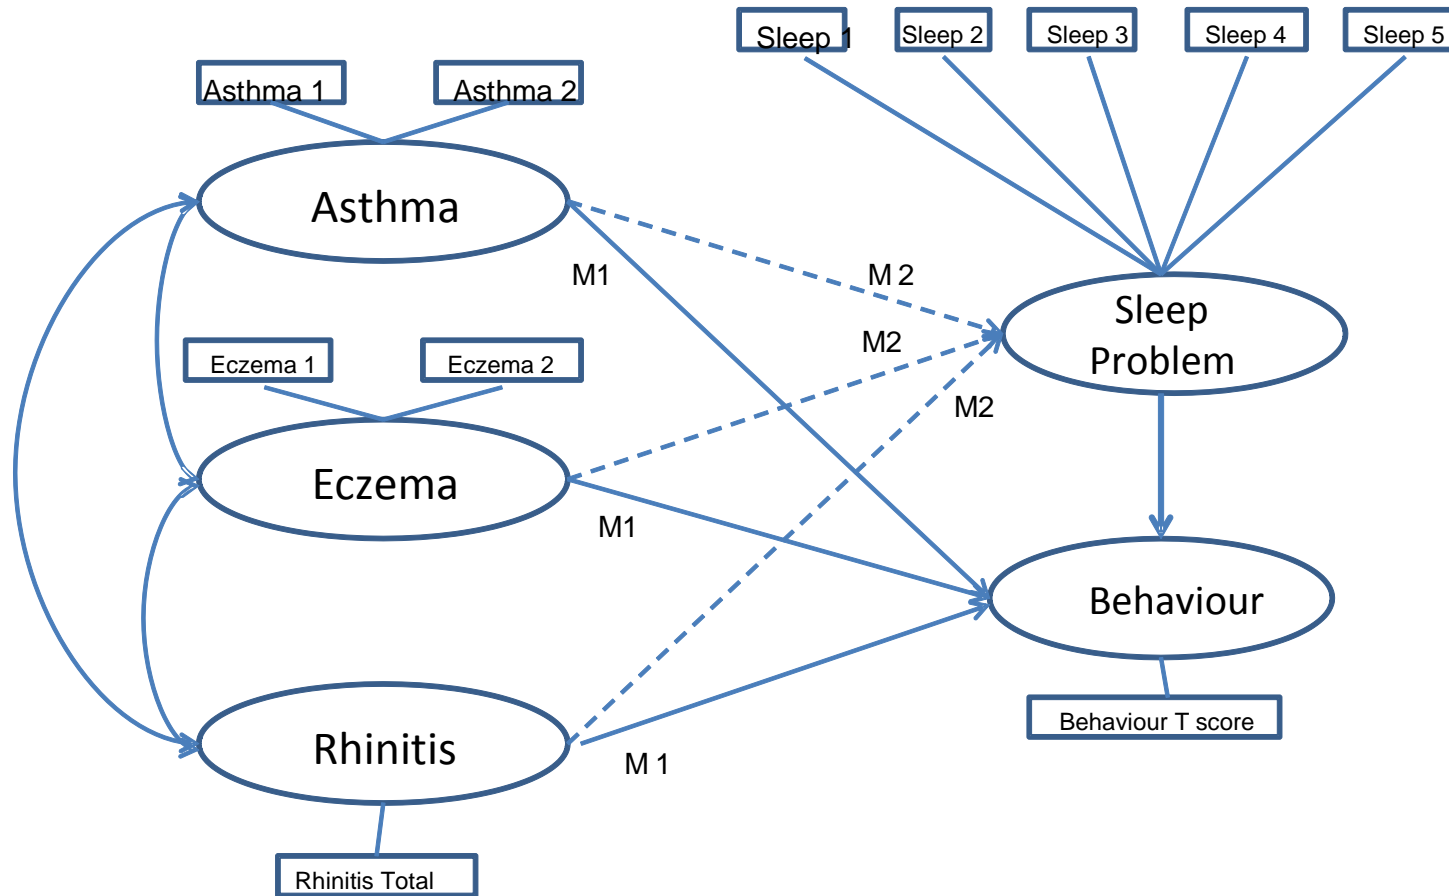 Sleep 1
Sleep 2
Sleep 3
Sleep 4
Sleep 5
Asthma 1
Asthma 2
Asthma
M1
M 2
Sleep
Problem
Eczema 1
Eczema 2
M2
M2
Eczema
M1
Behaviour
Rhinitis
M 1
Behaviour T score
Rhinitis Total